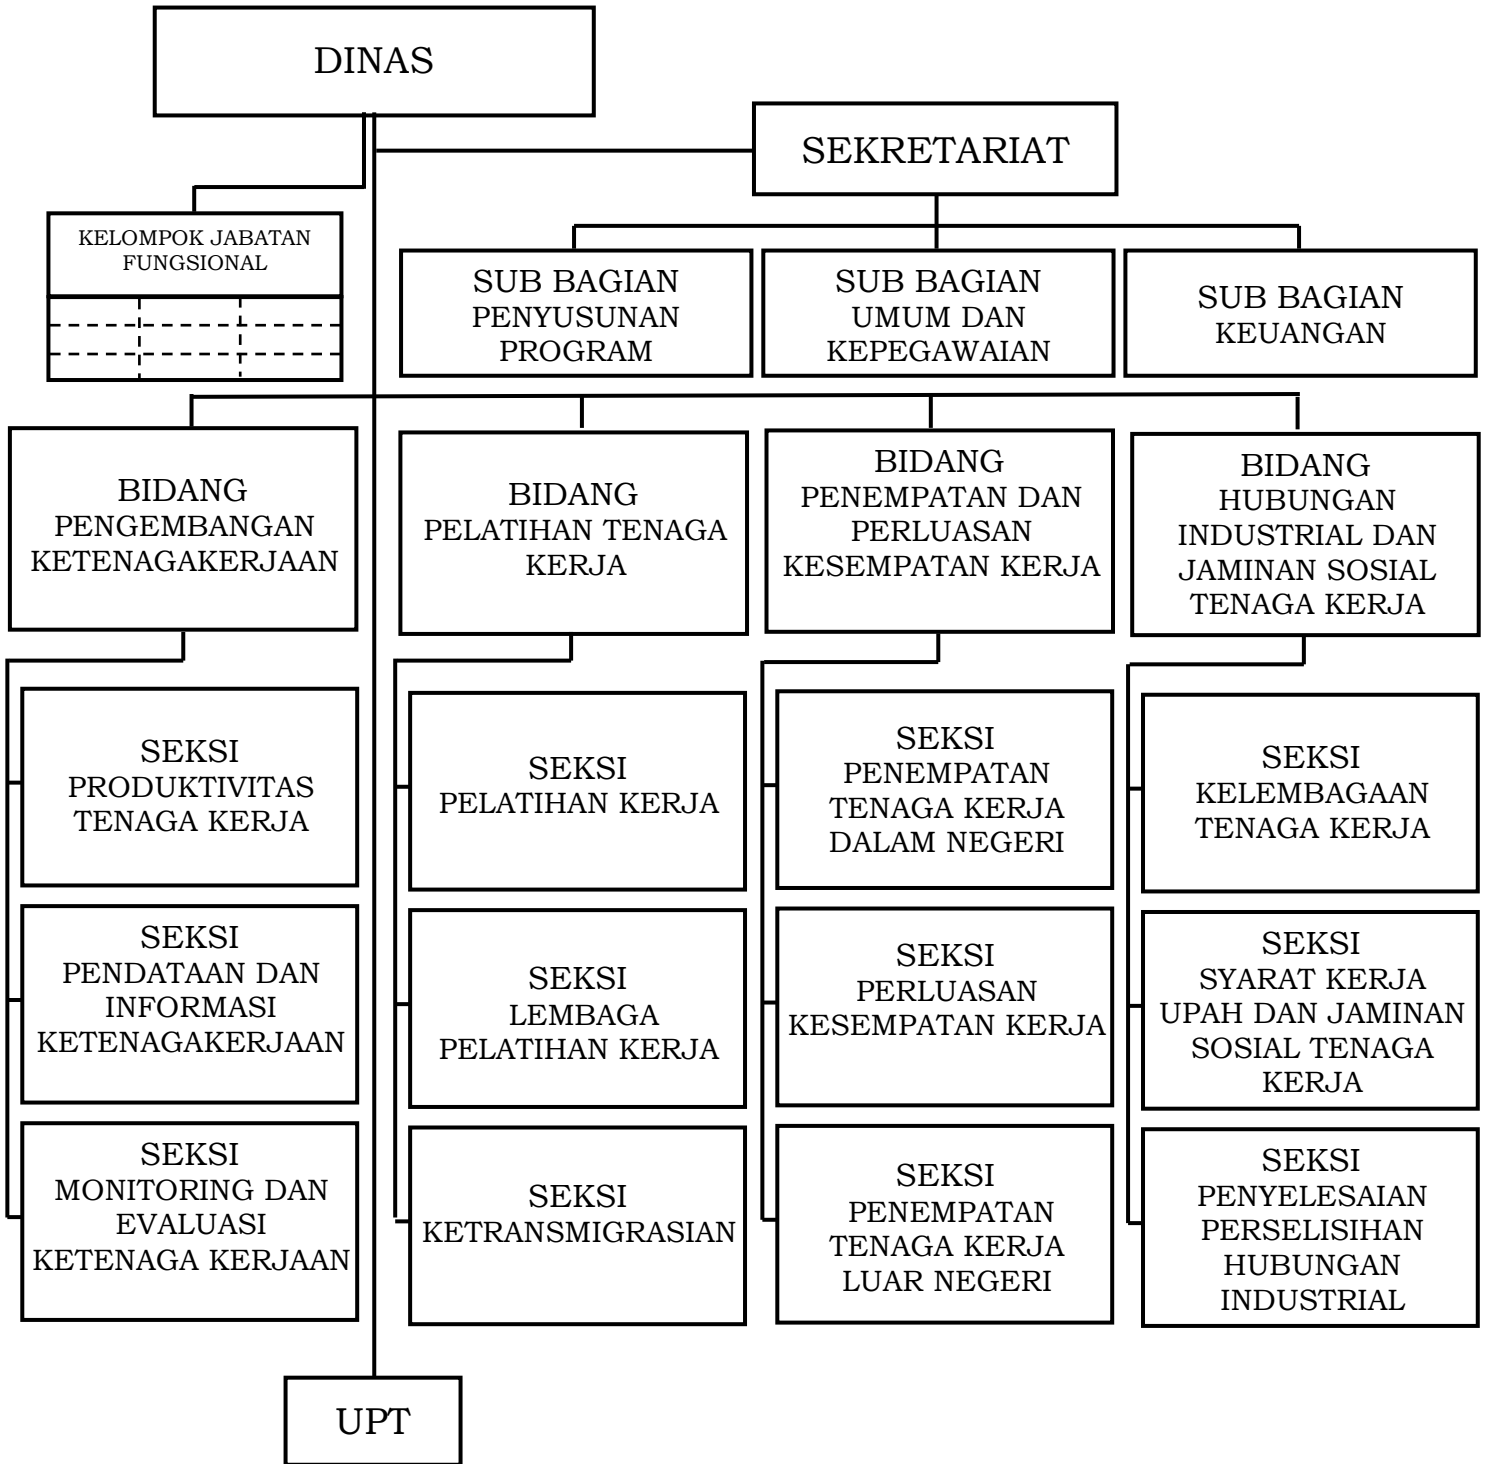 DINAS
SEKRETARIAT
KELOMPOK JABATAN
FUNGSIONAL
SUB BAGIAN
PENYUSUNAN
PROGRAM
SUB BAGIAN
UMUM DAN
KEPEGAWAIAN
SUB BAGIAN
KEUANGAN
BIDANG
PENGEMBANGAN
KETENAGAKERJAAN
BIDANG
PELATIHAN TENAGA
KERJA
BIDANG
PENEMPATAN DAN
PERLUASAN
KESEMPATAN KERJA
BIDANG
HUBUNGAN
INDUSTRIAL DAN
JAMINAN SOSIAL
TENAGA KERJA
SEKSI
PRODUKTIVITAS
TENAGA KERJA
SEKSI
PELATIHAN KERJA
SEKSI
PENEMPATAN
TENAGA KERJA
DALAM NEGERI
SEKSI
KELEMBAGAAN
TENAGA KERJA
SEKSI
PENDATAAN DAN
INFORMASI
KETENAGAKERJAAN
SEKSI
LEMBAGA
PELATIHAN KERJA
SEKSI
PERLUASAN
KESEMPATAN KERJA
SEKSI
SYARAT KERJA
UPAH DAN JAMINAN
SOSIAL TENAGA
KERJA
SEKSI
MONITORING DAN
EVALUASI
KETENAGA KERJAAN
SEKSI
KETRANSMIGRASIAN
SEKSI
PENEMPATAN
TENAGA KERJA
LUAR NEGERI
SEKSI
PENYELESAIAN
PERSELISIHAN
HUBUNGAN
INDUSTRIAL
UPT